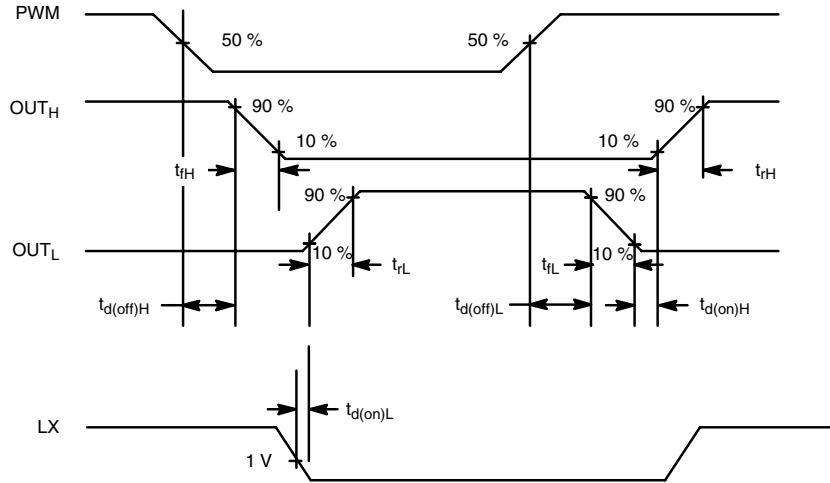 PWM
50 %
50 %
OUTH
90 %
90 %
10 %
10 %
tfH
trH
90 %
90 %
OUTL
10 %
10 %
trL
tfL
td(off)H
td(off)L
td(on)H
td(on)L
LX
1 V